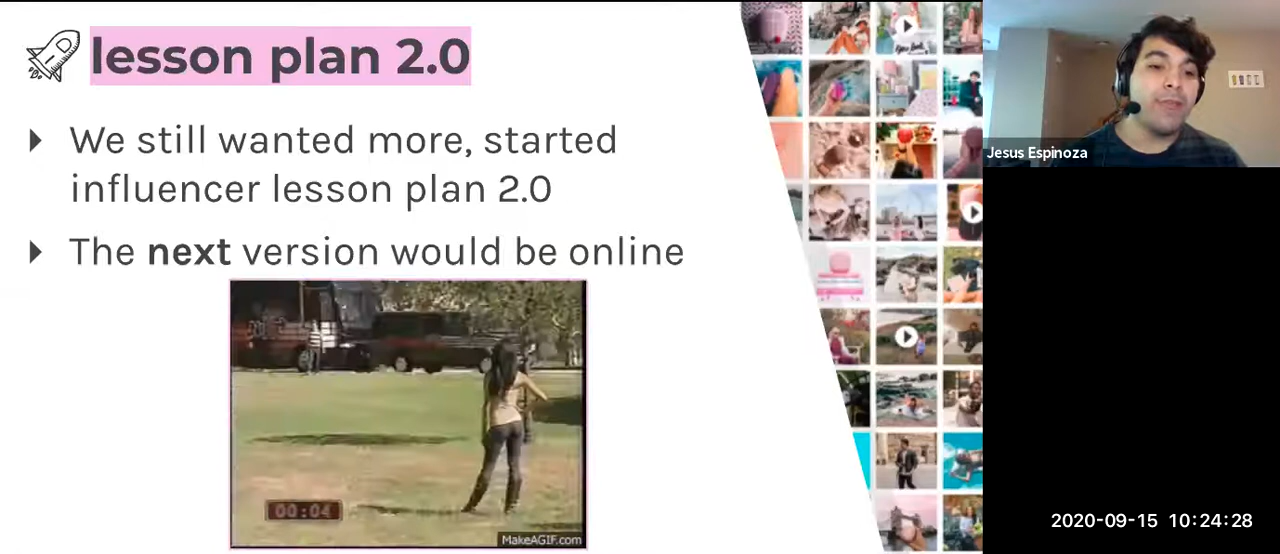 lesson plan 2.0
We still wanted more, started
influencer lesson plan 2.0
The next version would be online
00:04
MakeAGIF.com
Jesus Espinoza
2020-09-15 10:24:28